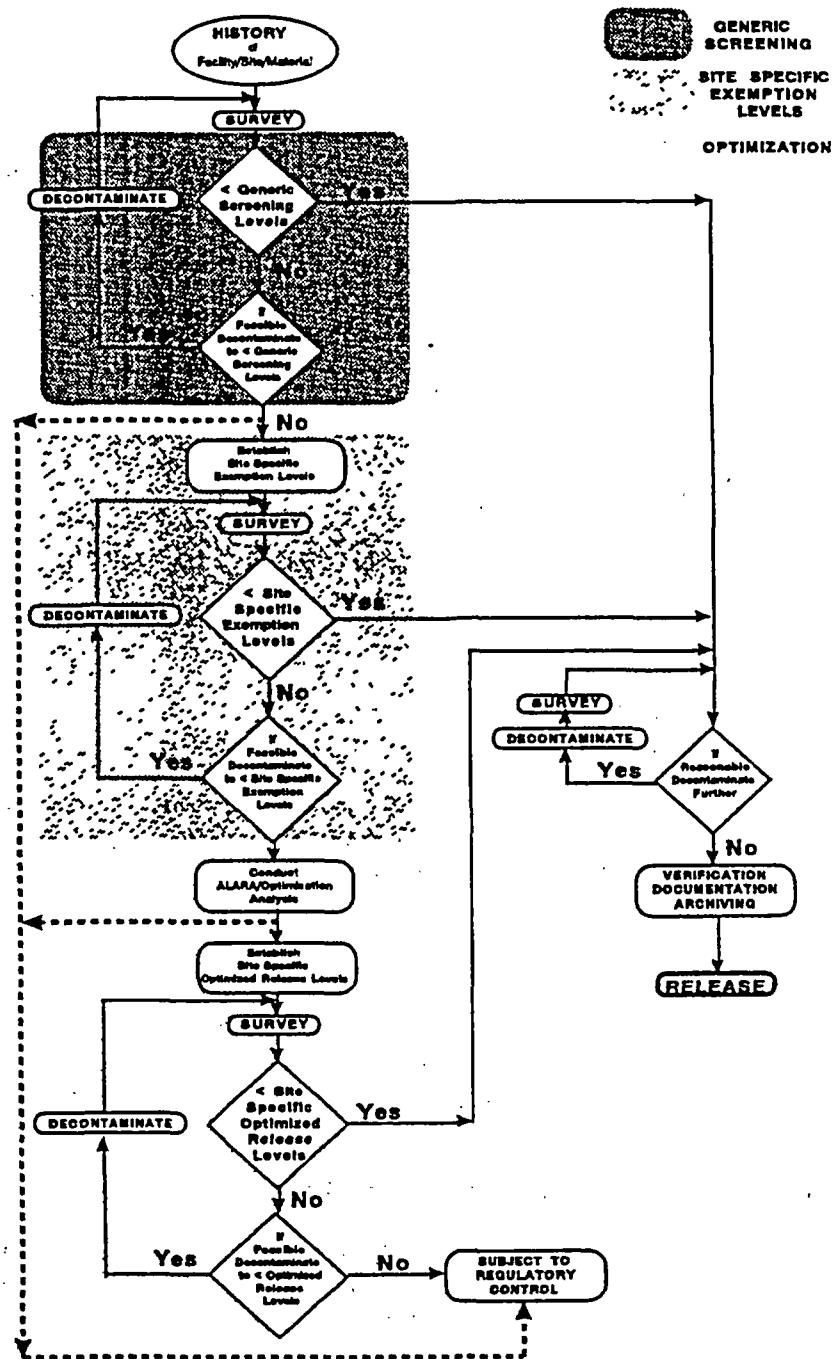 HISTORY
of
Facility/Site/Material
GENERIC
SCREENING
SITE SPECIFIC
EXEMPTION
LEVELS
OPTIMIZATION
SURVEY
DECONTAMINATE
< Generic
Screening
Levels
Yes
No
If
Feasible
Decontaminate
to < Generic
Screening
Levels
Yes
No
Establish
Site Specific
Exemption Levels
SURVEY
DECONTAMINATE
< Site
Specific
Exemption
Levels
Yes
No
If
Feasible
Decontaminate
to < Site Specific
Exemption
Levels
Yes
Conduct
ALARA/Optimization
Analysis
Establish
Site Specific
Optimized Release Levels
SURVEY
DECONTAMINATE
< Site
Specific
Optimized
Release
Levels
Yes
No
If
Feasible
Decontaminate
to < Optimized
Release
Levels
Yes
No
SUBJECT TO
REGULATORY
CONTROL
SURVEY
DECONTAMINATE
Yes
If
Reasonable
Decontaminate
Further
No
VERIFICATION
DOCUMENTATION
ARCHIVING
RELEASE